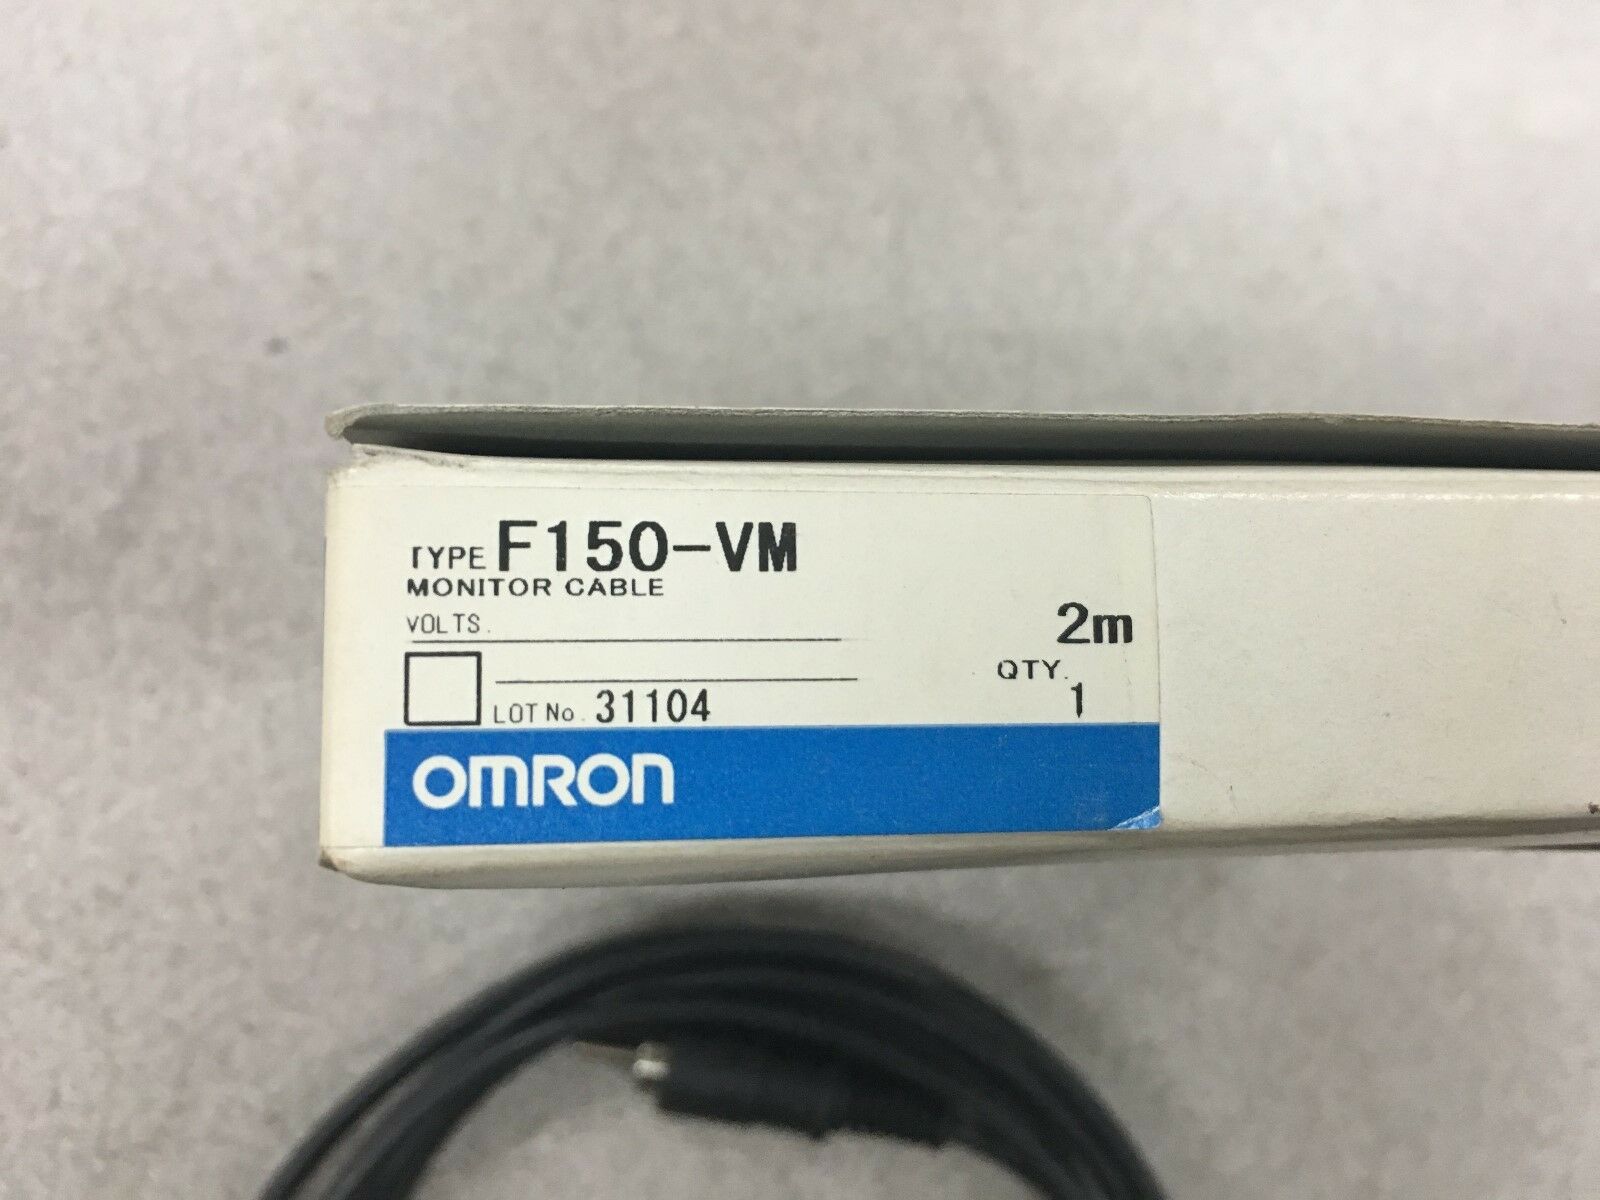 TYPE F150-VM
MONITOR CABLE
VOLTS.
2m
QTY.
1
LOT No. 31104
OMRON